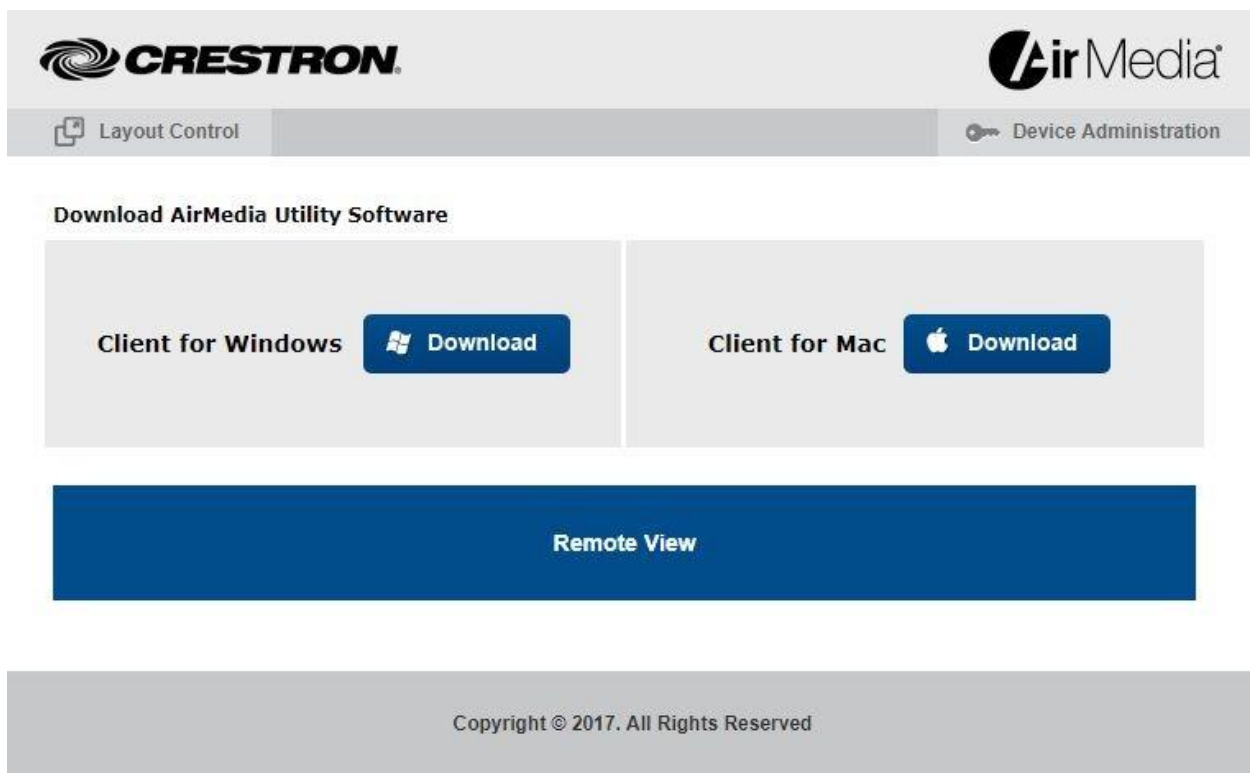 CRESTRON.
AirMedia®
Layout Control
Device Administration
Download AirMedia Utility Software
Client for Windows
Download
Client for Mac
Download
Remote View
Copyright © 2017. All Rights Reserved